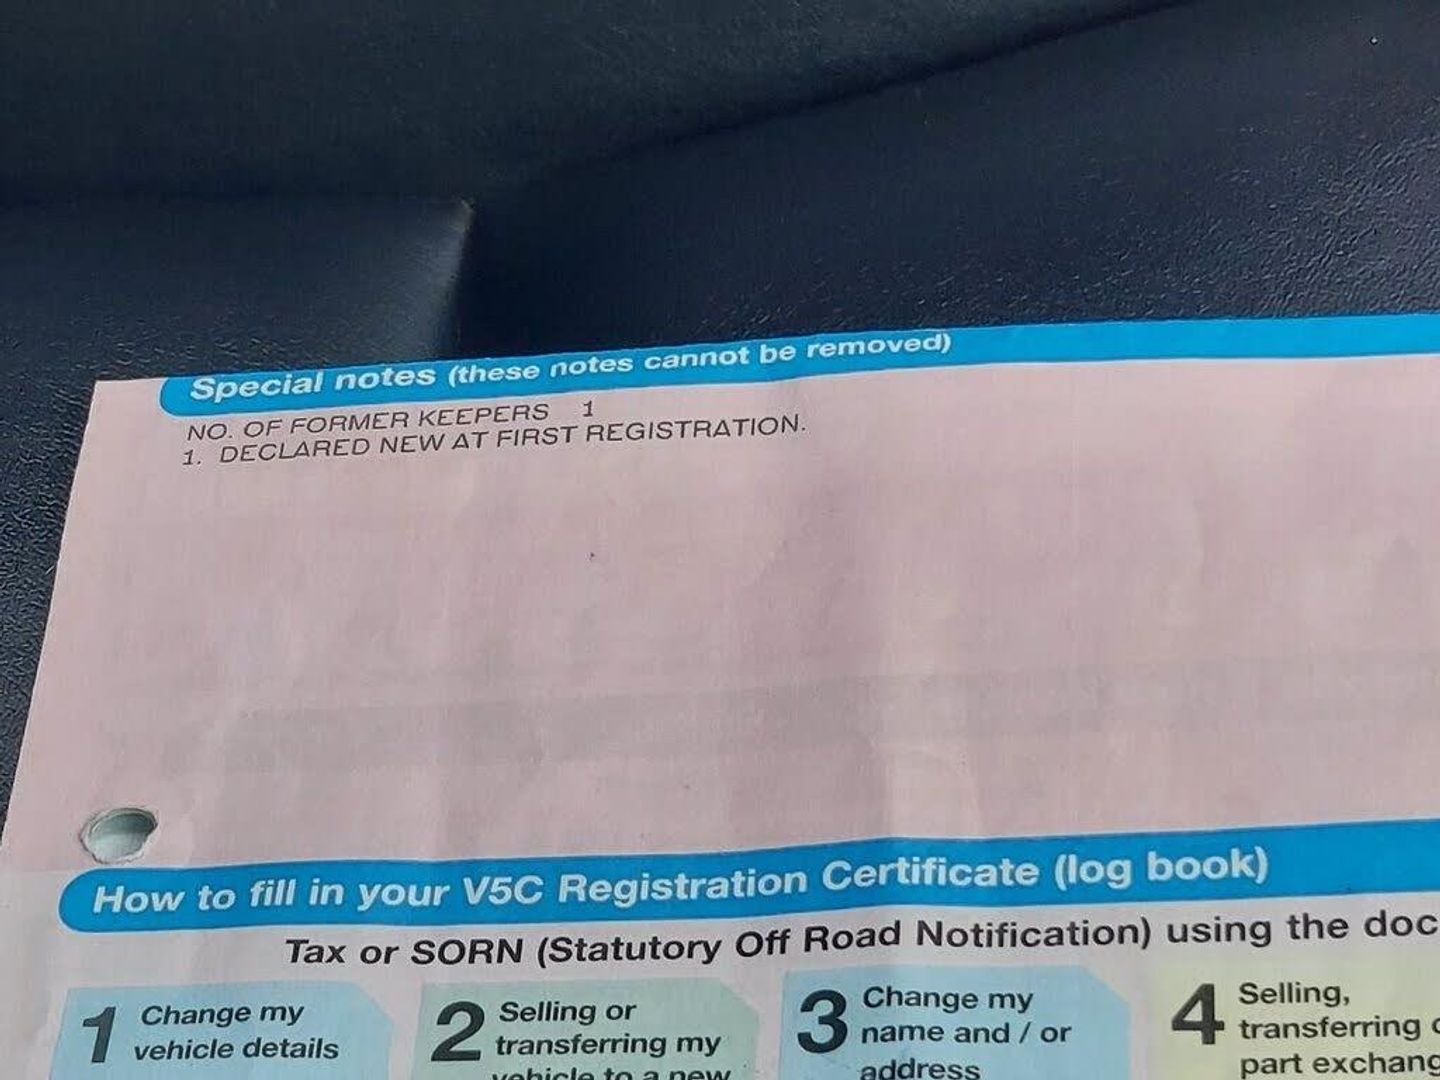 Special notes (these notes cannot be removed)
NO. OF FORMER KEEPERS 1
1. DECLARED NEW AT FIRST REGISTRATION.
How to fill in your V5C Registration Certificate (log book)
Tax or SORN (Statutory Off Road Notification) using the doc
1 Change my
vehicle details
2 Selling or
transferring my
vehicle to a new
3 Change my
name and / or
address
4 Selling,
transferring
part exchang